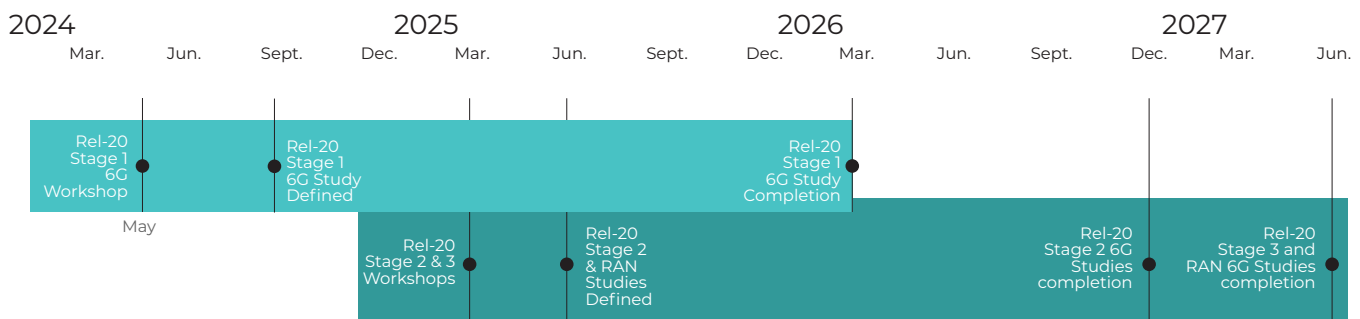 2024 2025 2026 2027
Mar. Jun. Sept. Dec. Mar. Jun. Sept. Dec. Mar. Jun. Sept. Dec. Mar. Jun.
Rel-20
Stage 1
6G
Workshop
May
Rel-20
Stage 1
6G Study
Defined
Rel-20
Stage 1
6G Study
Completion
Rel-20
Stage 2 & 3
Workshops
Rel-20
Stage 2
& RAN
Studies
Defined
Rel-20
Stage 2 6G
Studies
completion
Rel-20
Stage 3 and
RAN 6G Studies
completion